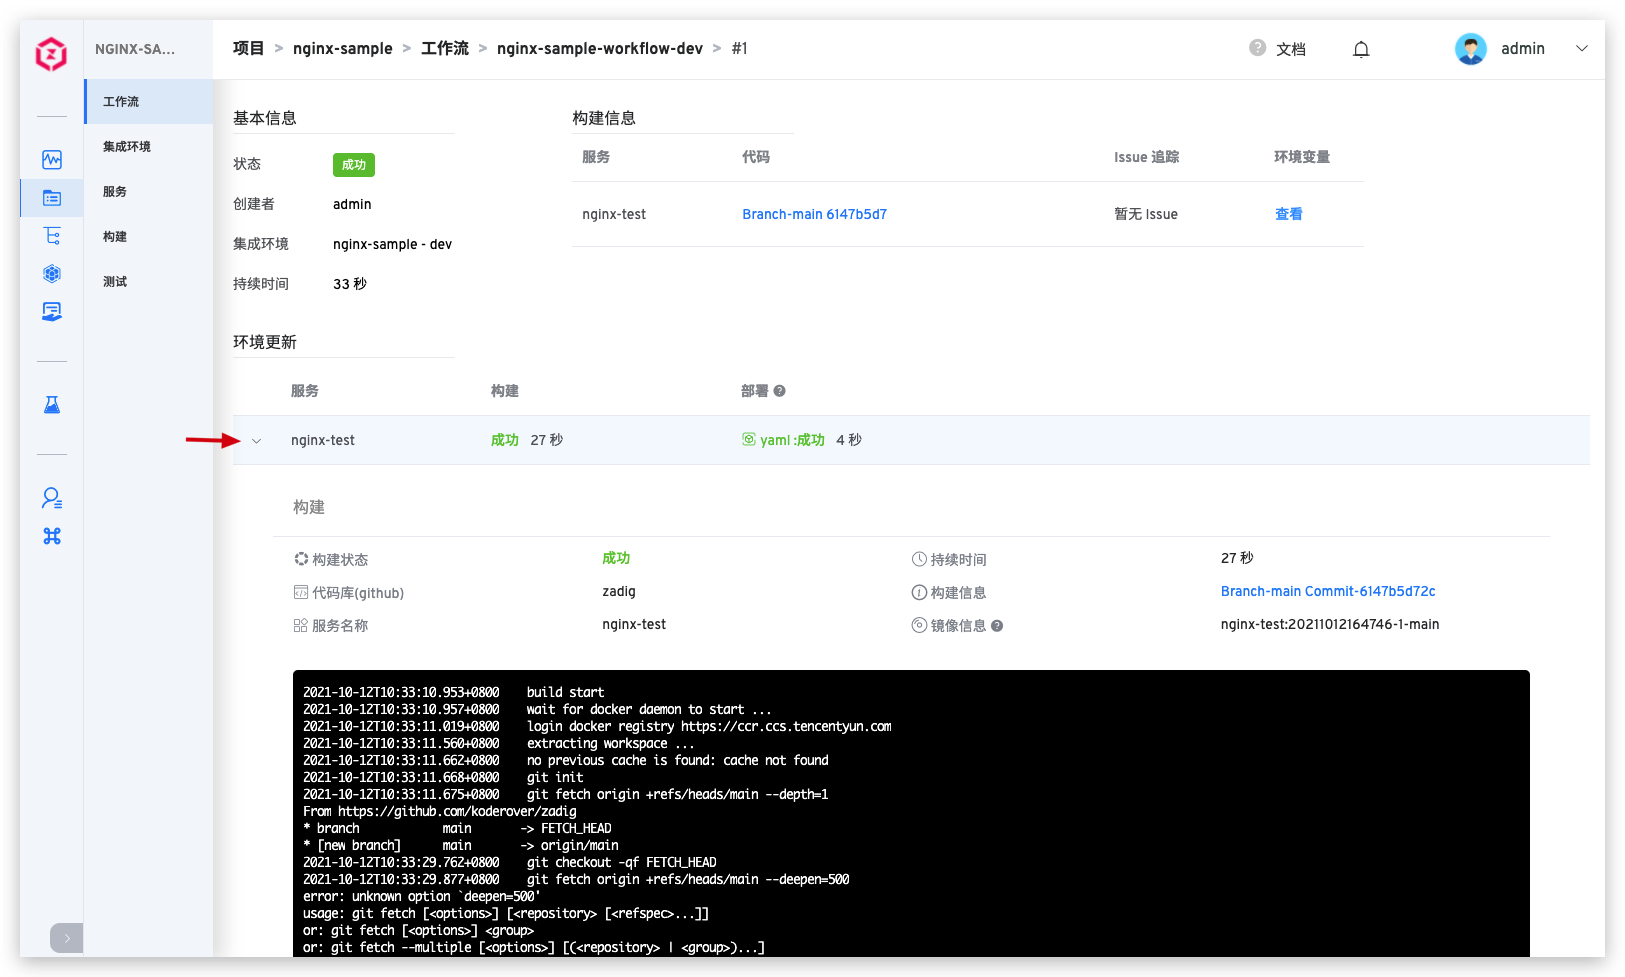 NGINX-SA...
项目 > nginx-sample > 工作流 > nginx-sample-workflow-dev > #1
文档
admin
工作流
集成环境
服务
构建
测试
基本信息
状态 成功
创建者 admin
集成环境 nginx-sample - dev
持续时间 33 秒
构建信息
服务 代码 Issue 追踪 环境变量
nginx-test Branch-main 6147b5d7 暂无 Issue 查看
环境更新
服务 构建 部署
nginx-test 成功 27 秒 yaml :成功 4 秒
构建
构建状态 成功 持续时间 27 秒
代码库(github) zadig 构建信息 Branch-main Commit-6147b5d72c
服务名称 nginx-test 镜像信息 nginx-test:20211012164746-1-main
2021-10-12T10:33:10.953+0800 build start
2021-10-12T10:33:10.957+0800 wait for docker daemon to start ...
2021-10-12T10:33:11.019+0800 login docker registry https://ccr.ccs.tencentyun.com
2021-10-12T10:33:11.560+0800 extracting workspace ...
2021-10-12T10:33:11.662+0800 no previous cache is found: cache not found
2021-10-12T10:33:11.668+0800 git init
2021-10-12T10:33:11.675+0800 git fetch origin +refs/heads/main --depth=1
From https://github.com/koderover/zadig
* branch main -> FETCH_HEAD
* [new branch] main -> origin/main
2021-10-12T10:33:29.762+0800 git checkout -qf FETCH_HEAD
2021-10-12T10:33:29.877+0800 git fetch origin +refs/heads/main --deepen=500
error: unknown option `deepen=500'
usage: git fetch [<options>] [<repository> [<refspec>...]]
or: git fetch [<options>] <group>
or: git fetch --multiple [<options>] [(<repository> | <group>)...]